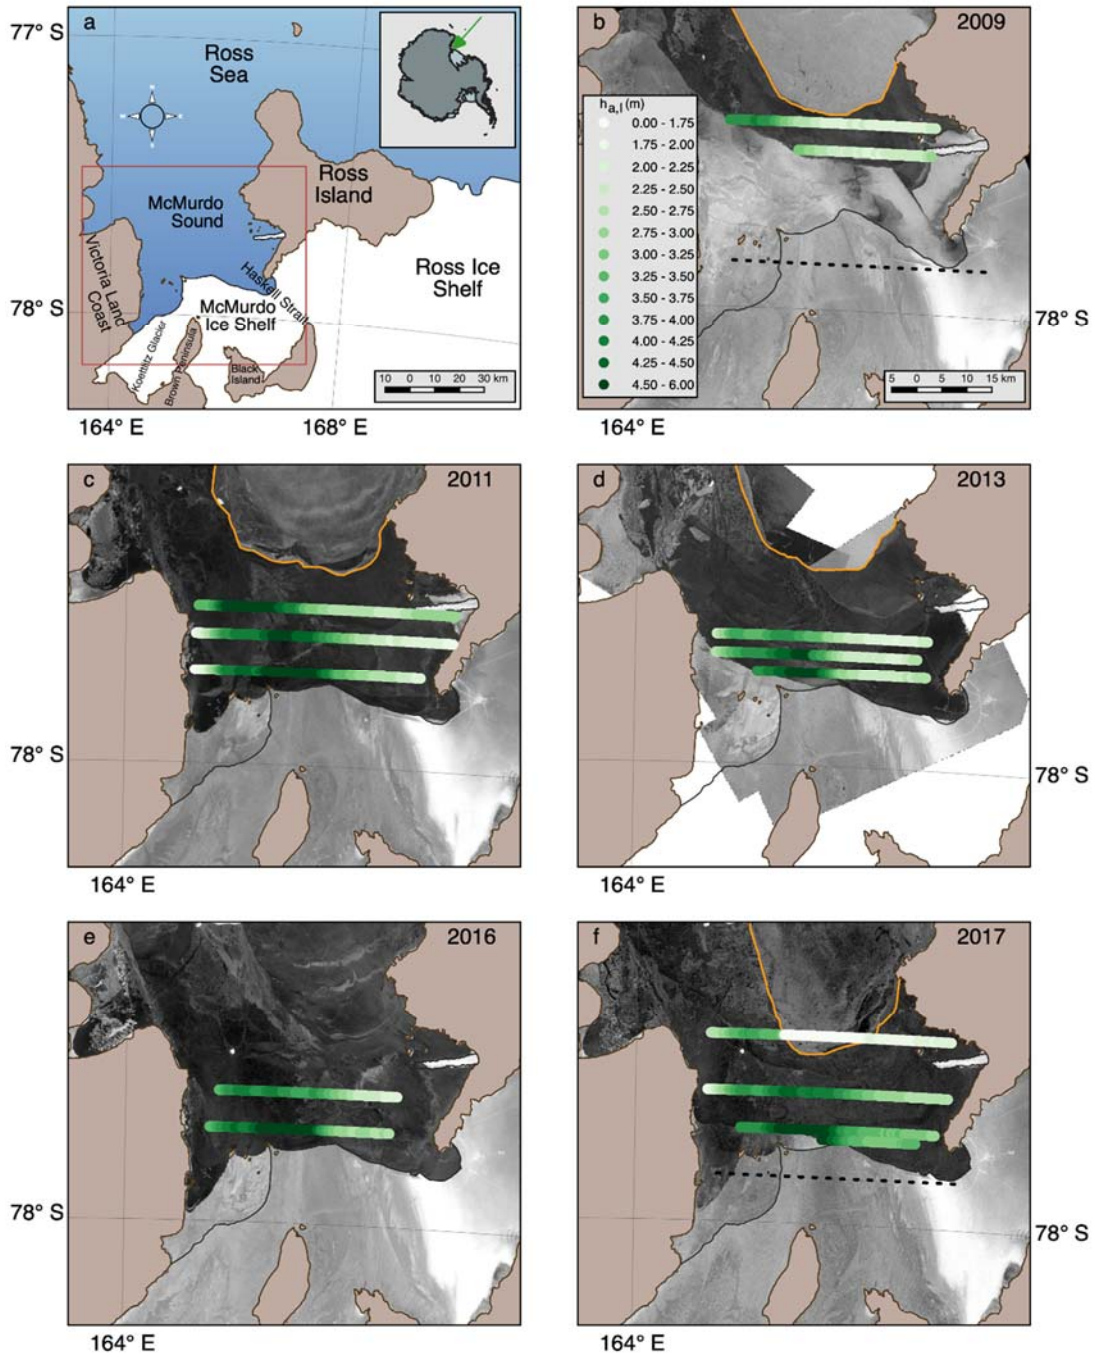 77° S
a
Ross
Sea
Ross
Island
McMurdo
Sound
Victoria Land
Coast
Haskell Strait
Ross Ice
Shelf
McMurdo
Ice Shelf
Koettlitz Glacier
Brown Peninsula
Black
Island
78° S
10 0 10 20 30 km
164° E
168° E
b
2009
h a,l (m)
0.00 - 1.75
1.75 - 2.00
2.00 - 2.25
2.25 - 2.50
2.50 - 2.75
2.75 - 3.00
3.00 - 3.25
3.25 - 3.50
3.50 - 3.75
3.75 - 4.00
4.00 - 4.25
4.25 - 4.50
4.50 - 6.00
5 0 5 10 15 km
78° S
164° E
c
2011
78° S
164° E
d
2013
78° S
164° E
e
2016
78° S
164° E
f
2017
78° S
164° E